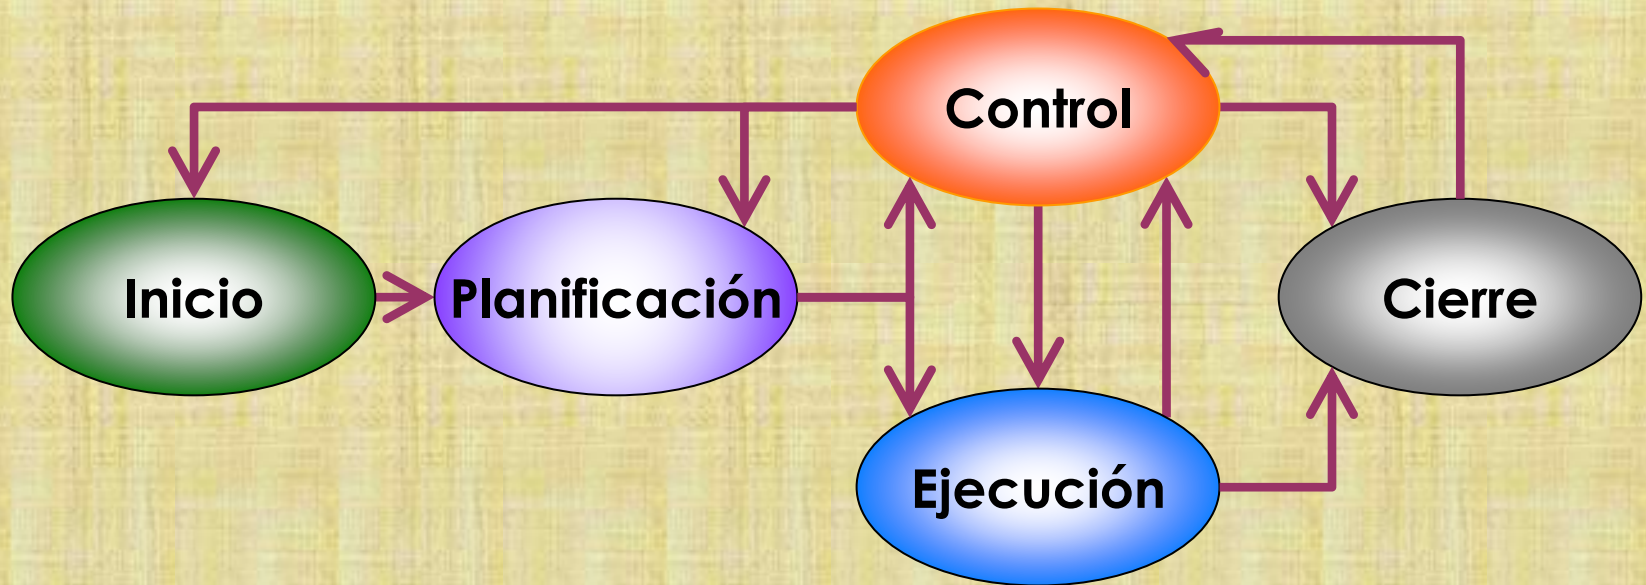 Control
Inicio
Planificación
Cierre
Ejecución